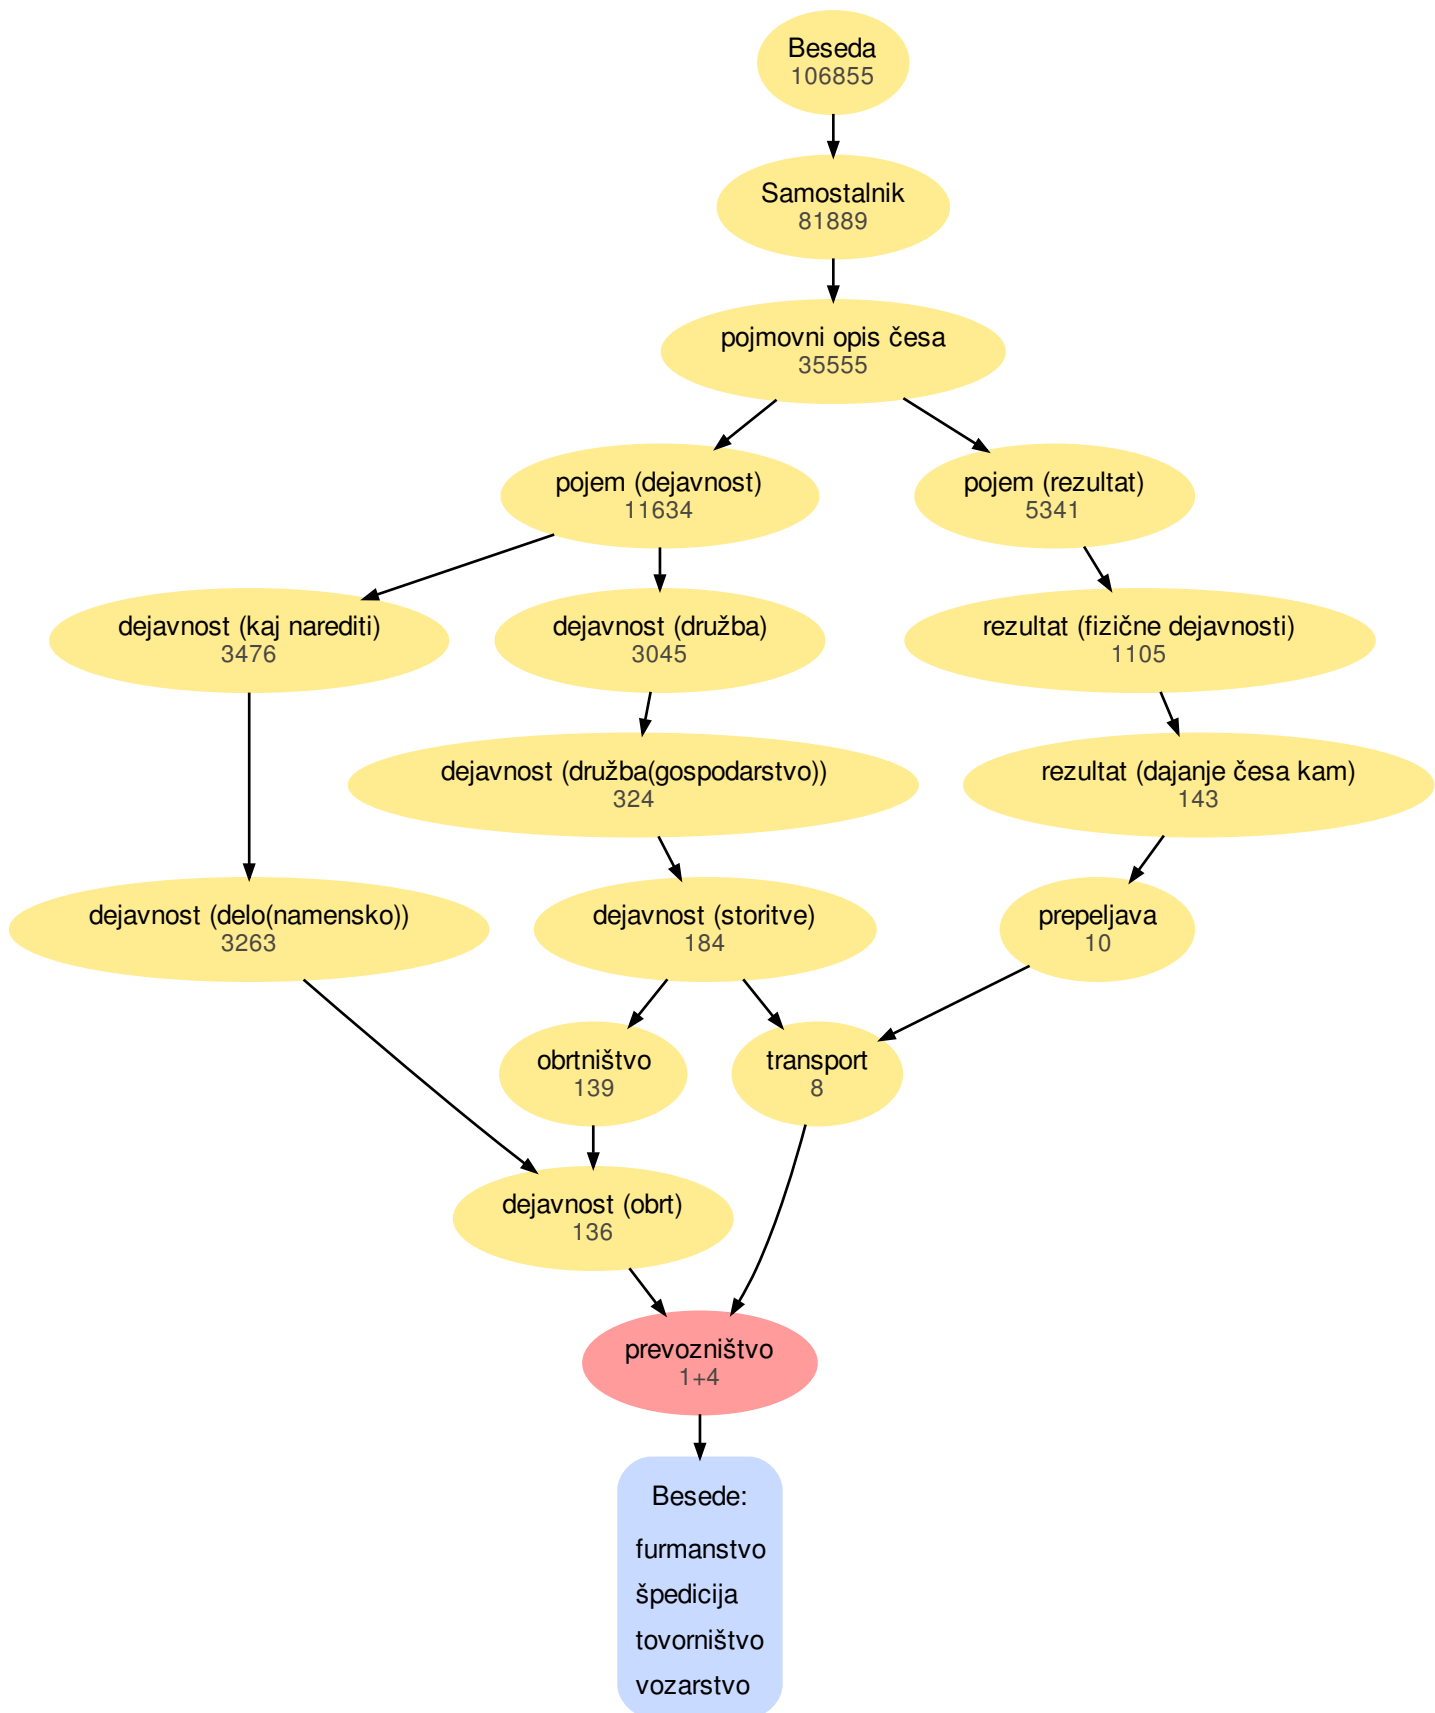 Beseda
106855
Samostalnik
81889
pojmovni opis česa
35555
pojem (dejavnost)
11634
pojem (rezultat)
5341
dejavnost (kaj narediti)
3476
dejavnost (družba)
3045
rezultat (fizične dejavnosti)
1105
dejavnost (družba(gospodarstvo))
324
rezultat (dajanje česa kam)
143
dejavnost (delo(namensko))
3263
dejavnost (storitve)
184
prepeljava
10
obrtništvo
139
transport
8
dejavnost (obrt)
136
prevozništvo
1+4
Besede:
furmanstvo
špedicija
tovorništvo
vozarstvo